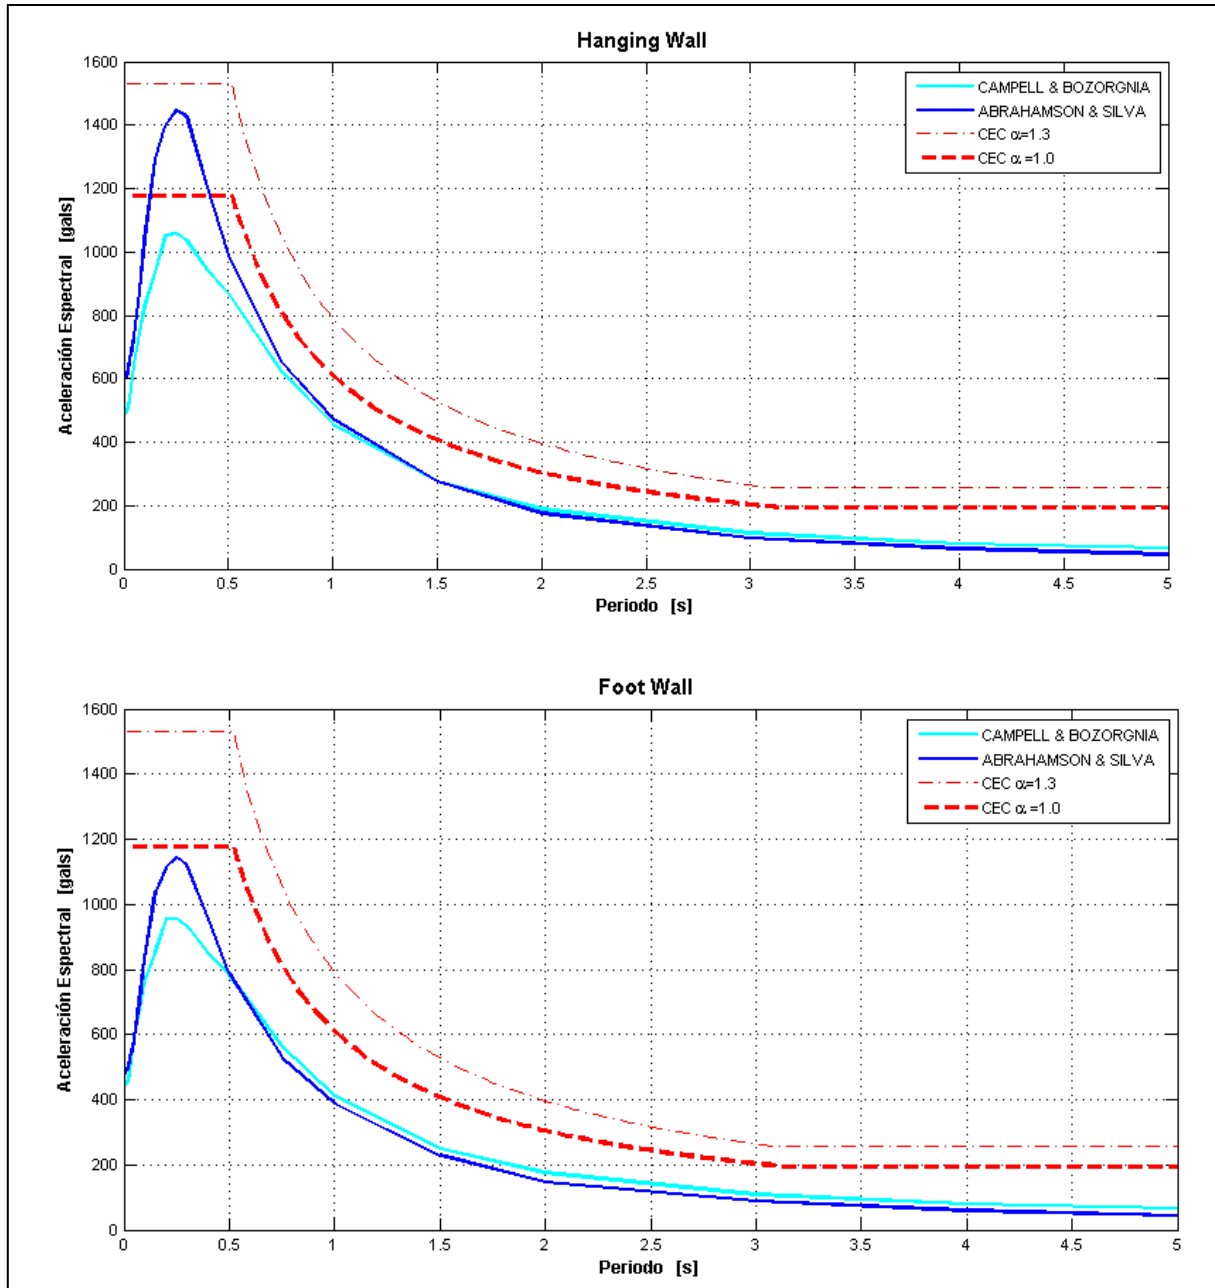 Hanging Wall
1600
1400
1200
1000
800
600
400
200
0
Aceleración Espectral [gals]
CAMPELL & BOZORGNIA
ABRAHAMSON & SILVA
CEC α=1.3
CEC α =1.0
0 0.5 1 1.5 2 2.5 3 3.5 4 4.5 5
Periodo [s]
Foot Wall
1600
1400
1200
1000
800
600
400
200
0
Aceleración Espectral [gals]
CAMPELL & BOZORGNIA
ABRAHAMSON & SILVA
CEC α=1.3
CEC α =1.0
0 0.5 1 1.5 2 2.5 3 3.5 4 4.5 5
Periodo [s]